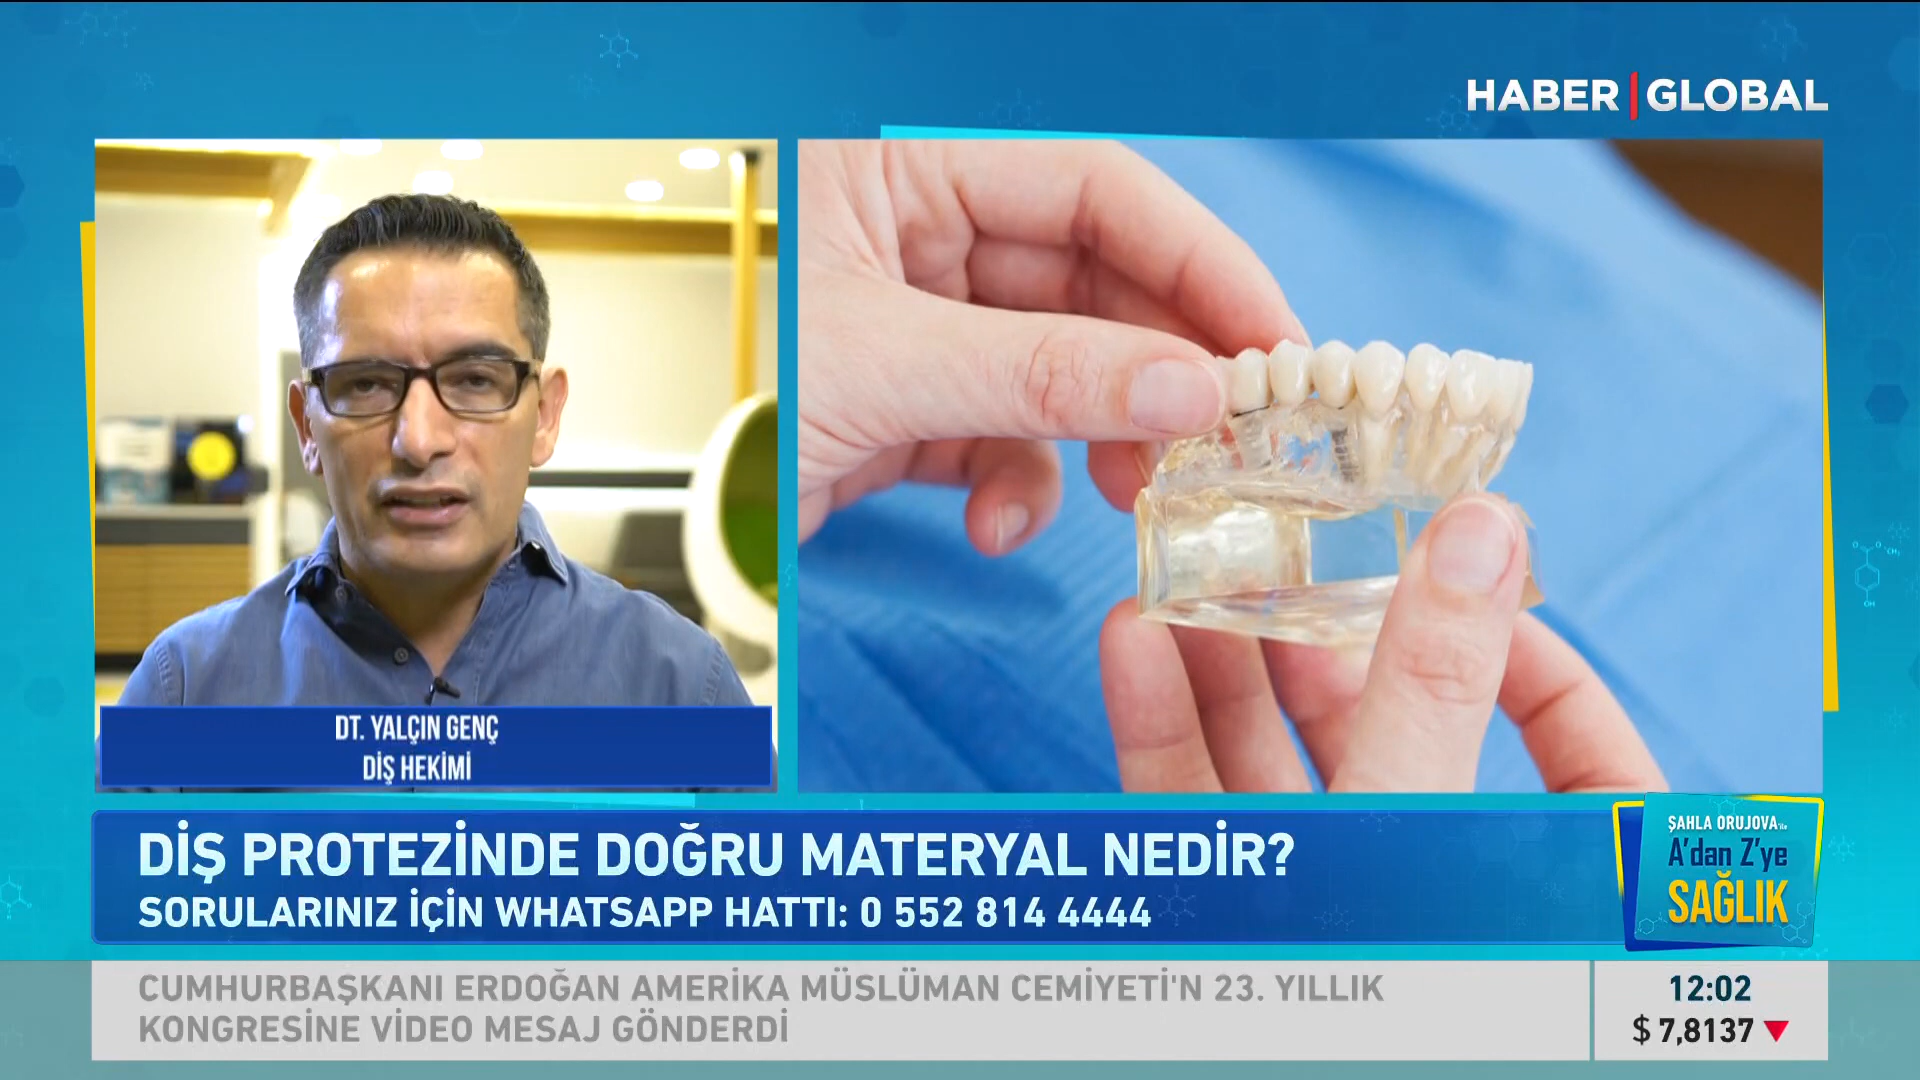 HABER | GLOBAL
DT. YALÇIN GENÇ
DİŞ HEKİMİ
DİŞ PROTEZİNDE DOĞRU MATERYAL NEDİR?
SORULARINIZ İÇİN WHATSAPP HATTI: 0 552 814 4444
ŞAHLA ORUJOVA'ile
A'dan Z'ye
SAĞLIK
CUMHURBAŞKANI ERDOĞAN AMERİKA MÜSLÜMAN CEMİYETİ'N 23. YILLIK
KONGRESİNE VİDEO MESAJ GÖNDERDİ
12:02
$ 7,8137 ▼